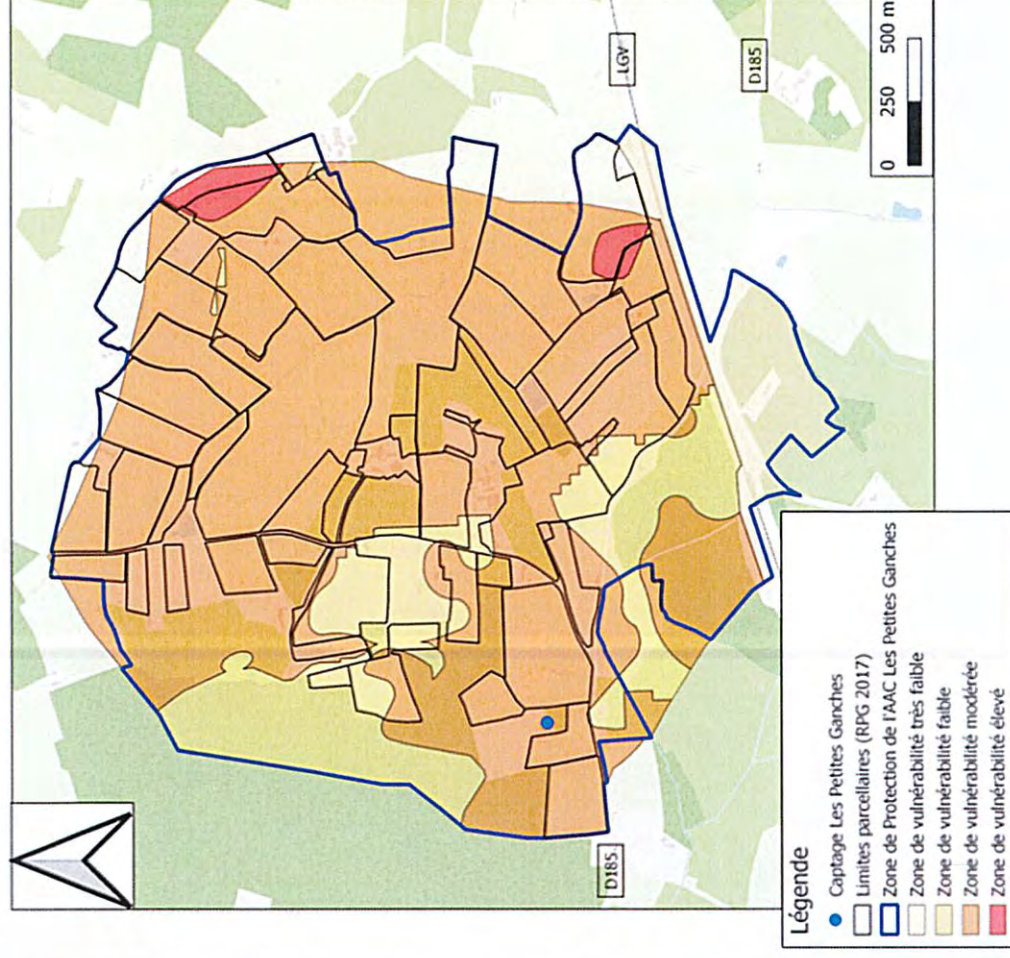 LGV
D185
0 250 500 m
D185
Légende
Captage Les Petites Ganches
Limites parcellaires (RPG 2017)
Zone de Protection de l'AAC Les Petites Ganches
Zone de vulnérabilité très faible
Zone de vulnérabilité faible
Zone de vulnérabilité modérée
Zone de vulnérabilité élevé